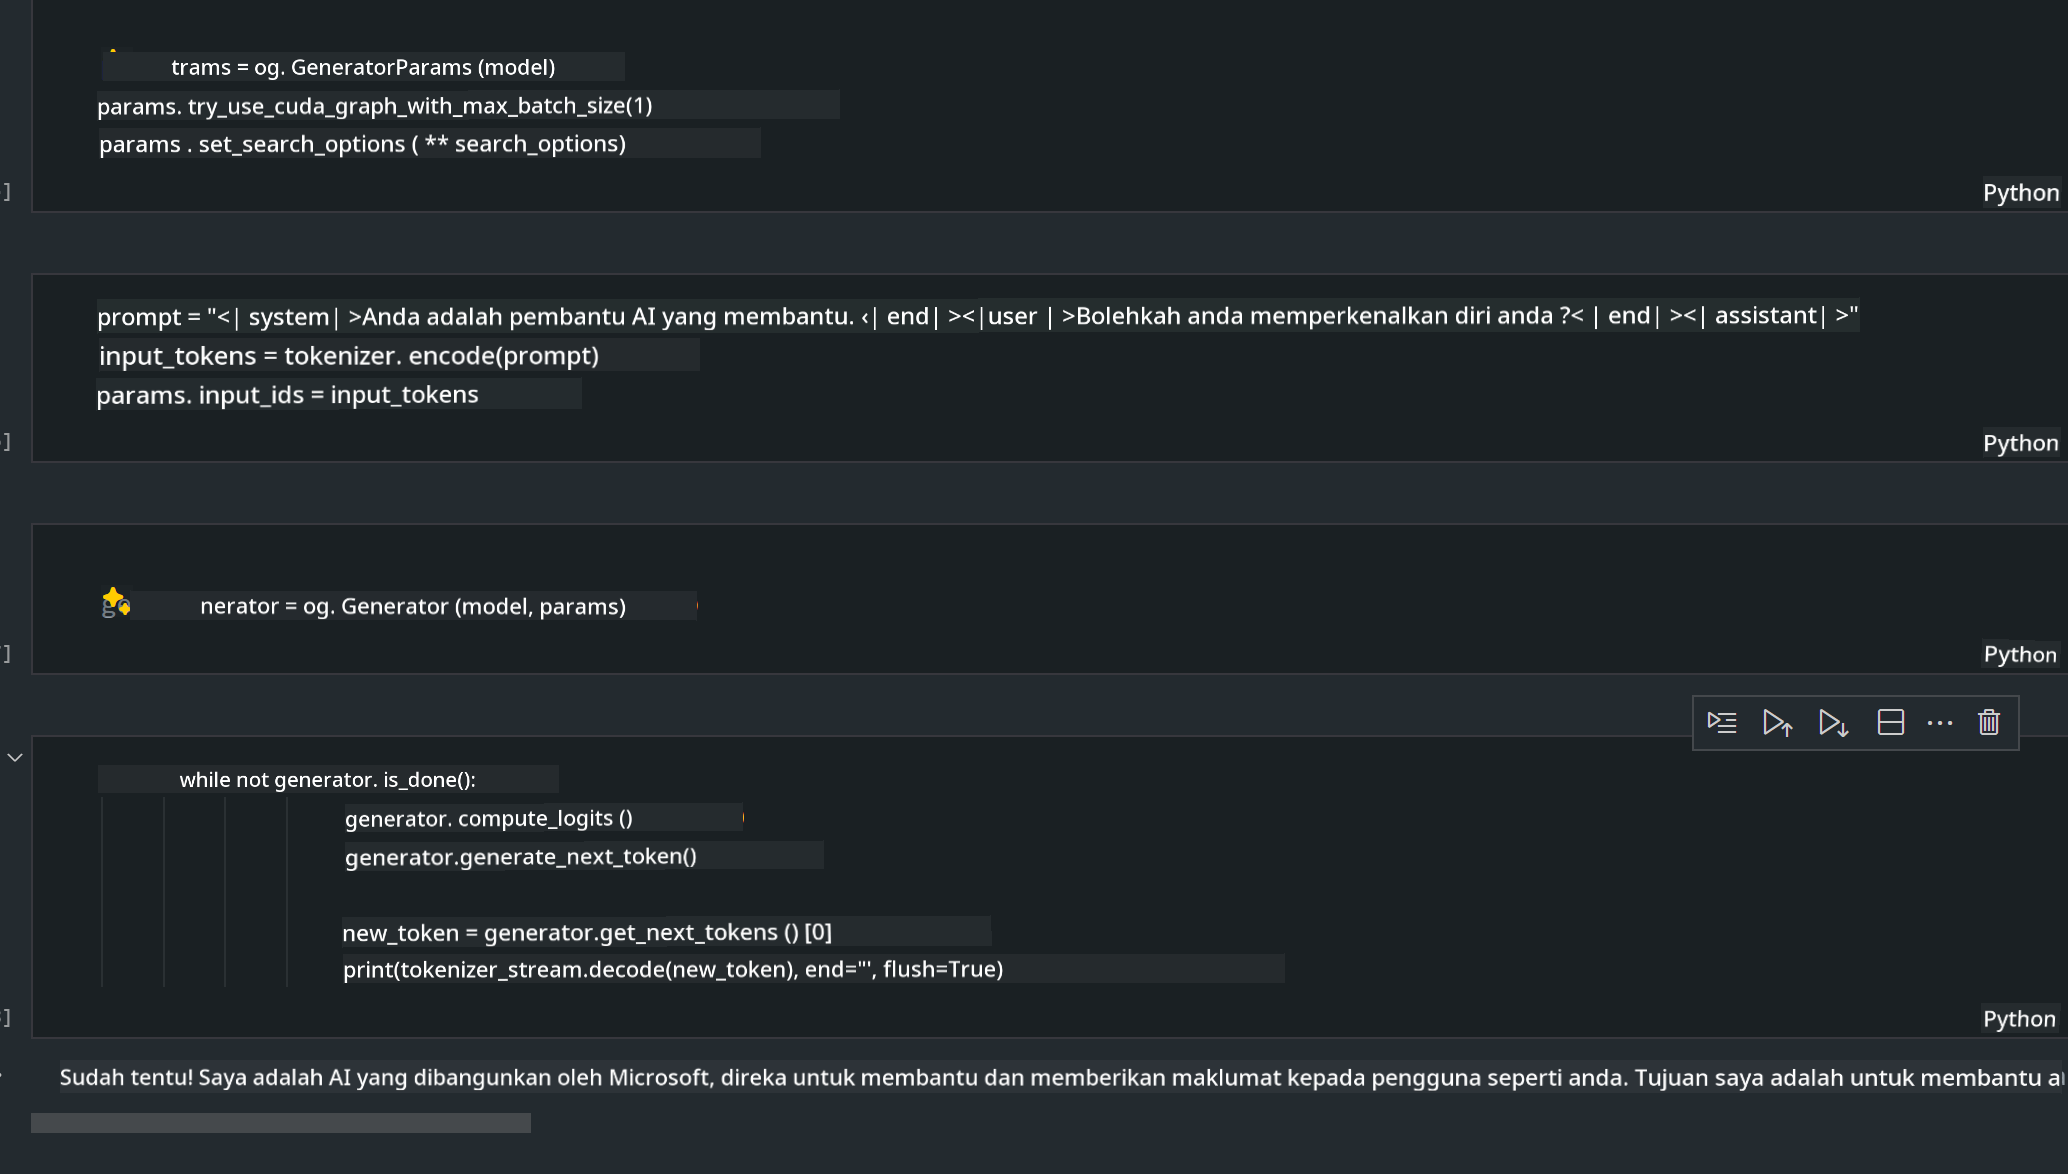 trams = og. GeneratorParams (model)
params. try_use_cuda_graph_with_max_batch_size(1)
params . set_search_options ( ** search_options)
]
Python
prompt = "<| system| >Anda adalah pembantu AI yang membantu. ‹| end| ><|user | >Bolehkah anda memperkenalkan diri anda ?< | end| ><| assistant| >"
input_tokens = tokenizer. encode(prompt)
params. input_ids = input_tokens
]
Python
nerator = og. Generator (model, params)
]
Python
while not generator. is_done():
generator. compute_logits ()
generator.generate_next_token()
new_token = generator.get_next_tokens () [0]
print(tokenizer_stream.decode(new_token), end="', flush=True)
]
Python
Sudah tentu! Saya adalah AI yang dibangunkan oleh Microsoft, direka untuk membantu dan memberikan maklumat kepada pengguna seperti anda. Tujuan saya adalah untuk membantu